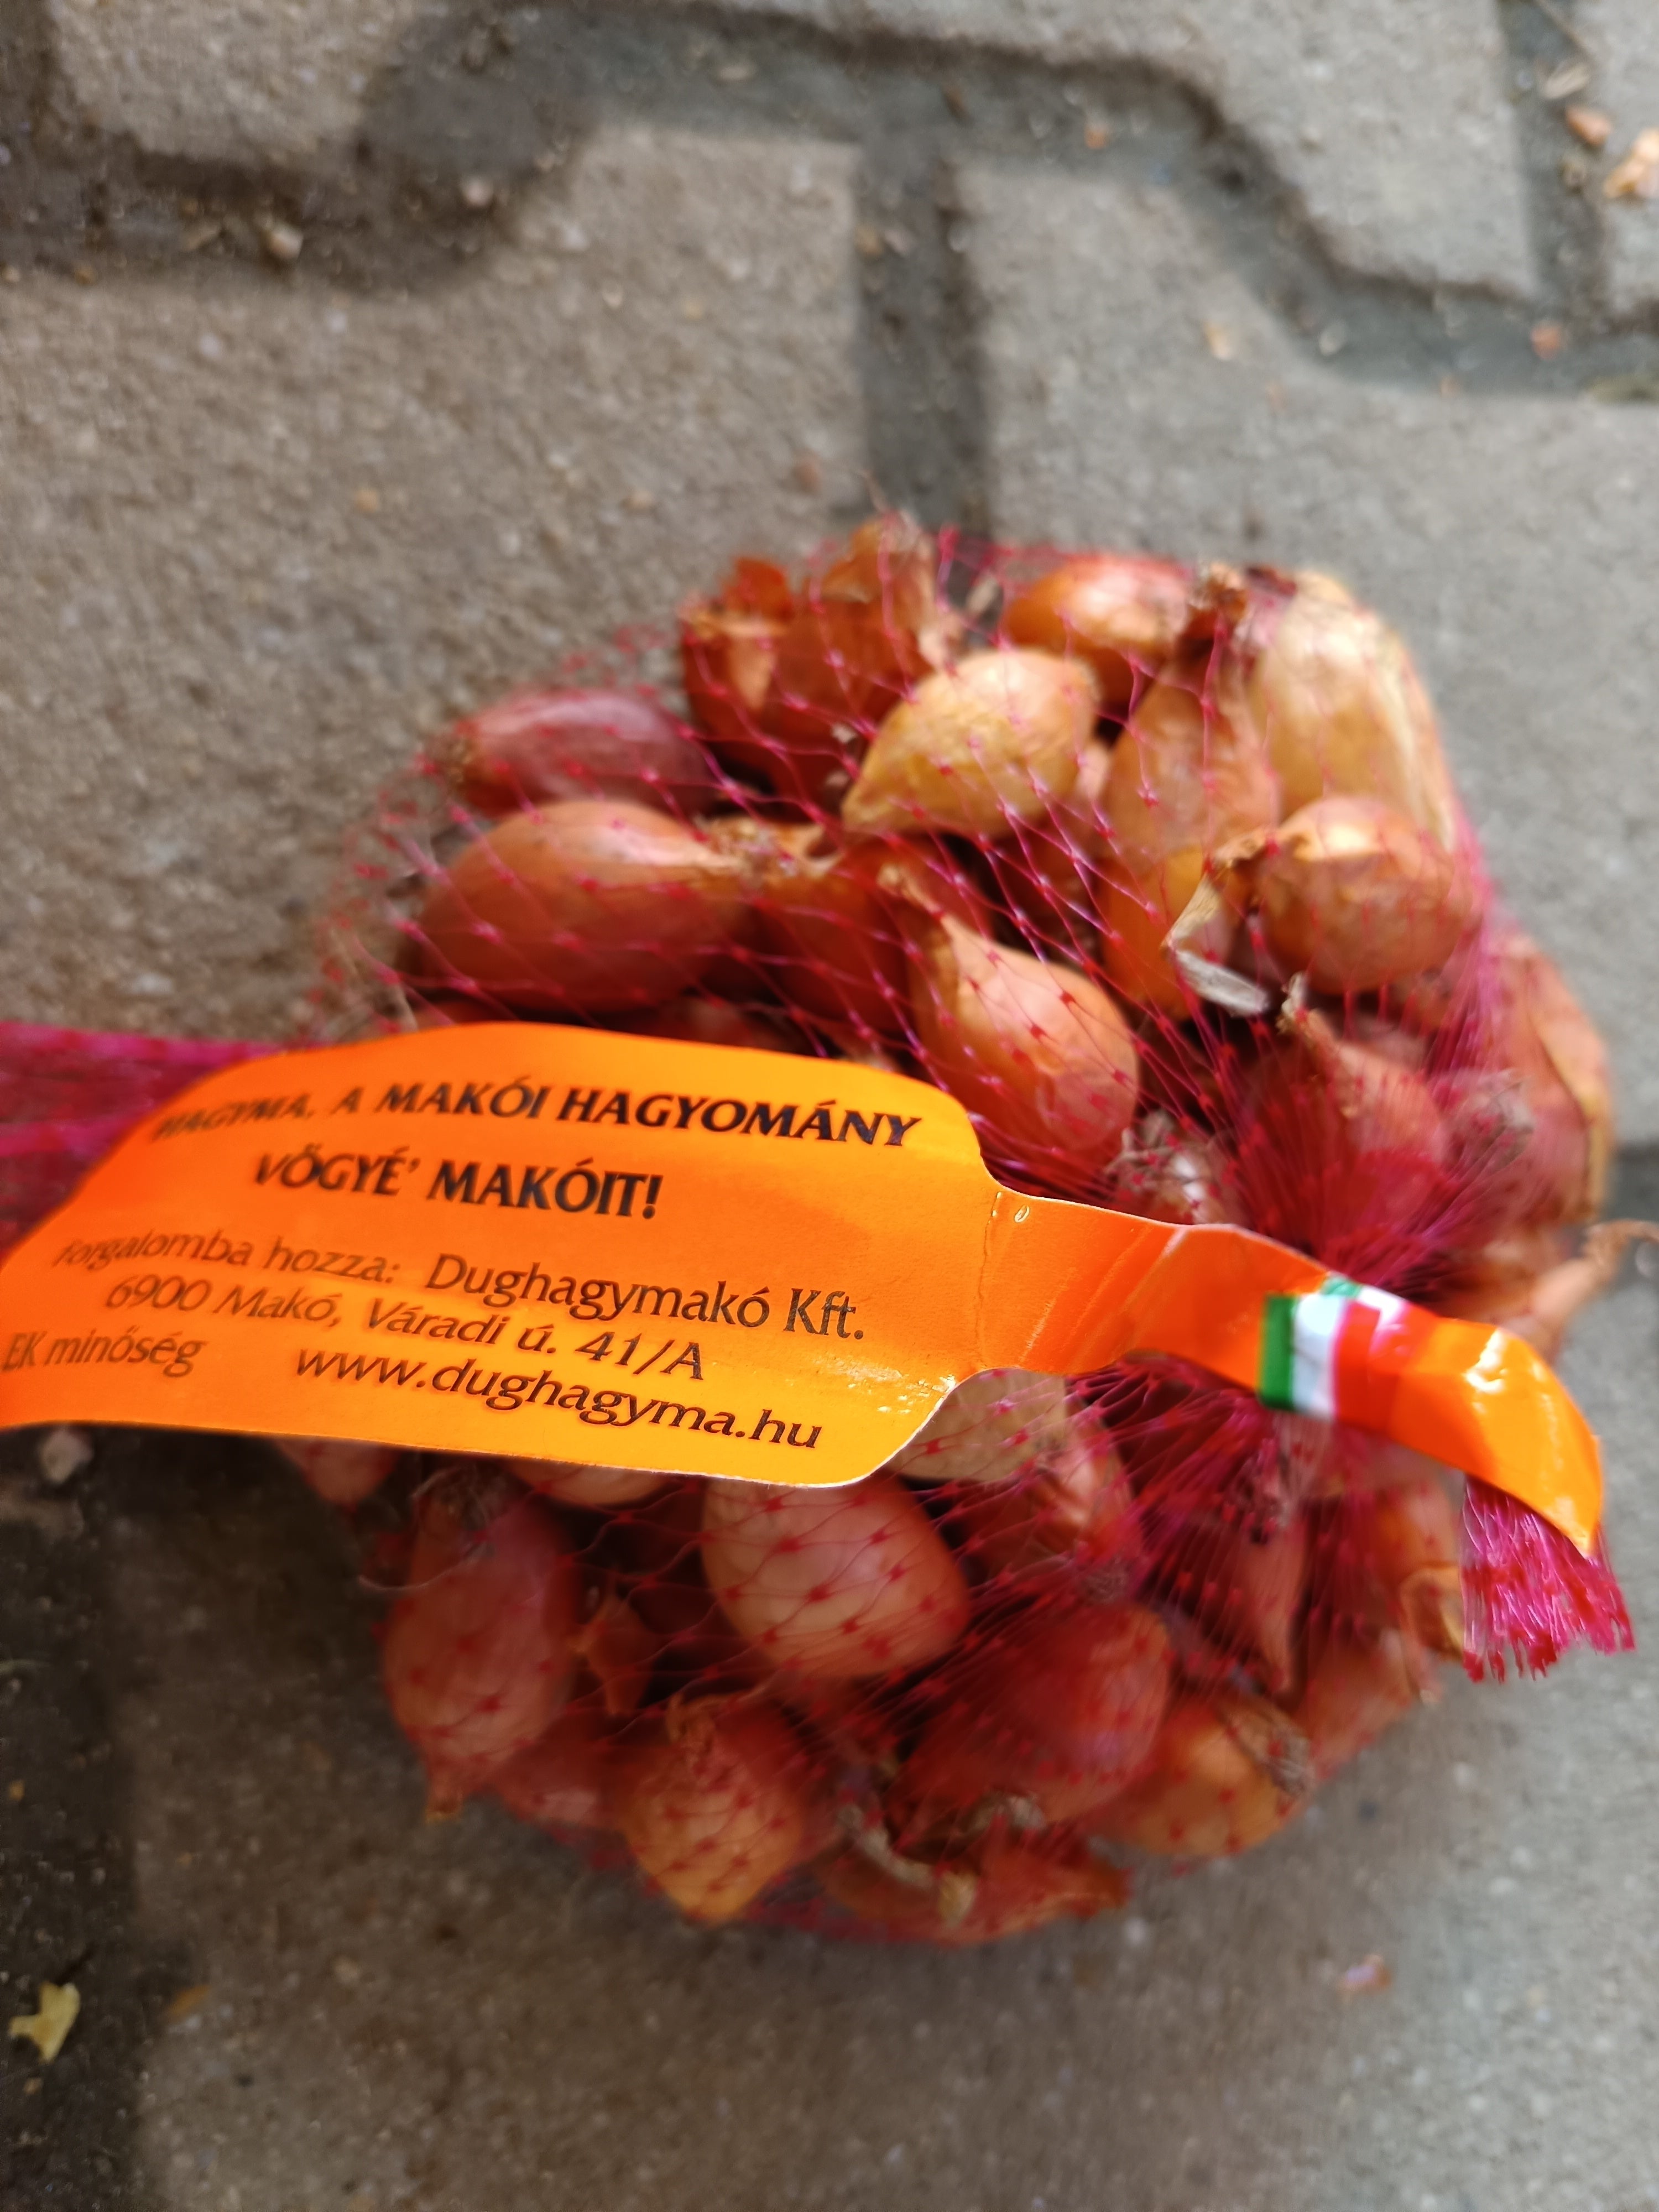 HAGYMA, A MAKÓI HAGYOMÁNY
VÖGYÉ' MAKÓIT!
Forgalomba hozza: Dughagymakó Kft.
6900 Makó, Váradi ú. 41/A
EK minőség www.dughagyma.hu